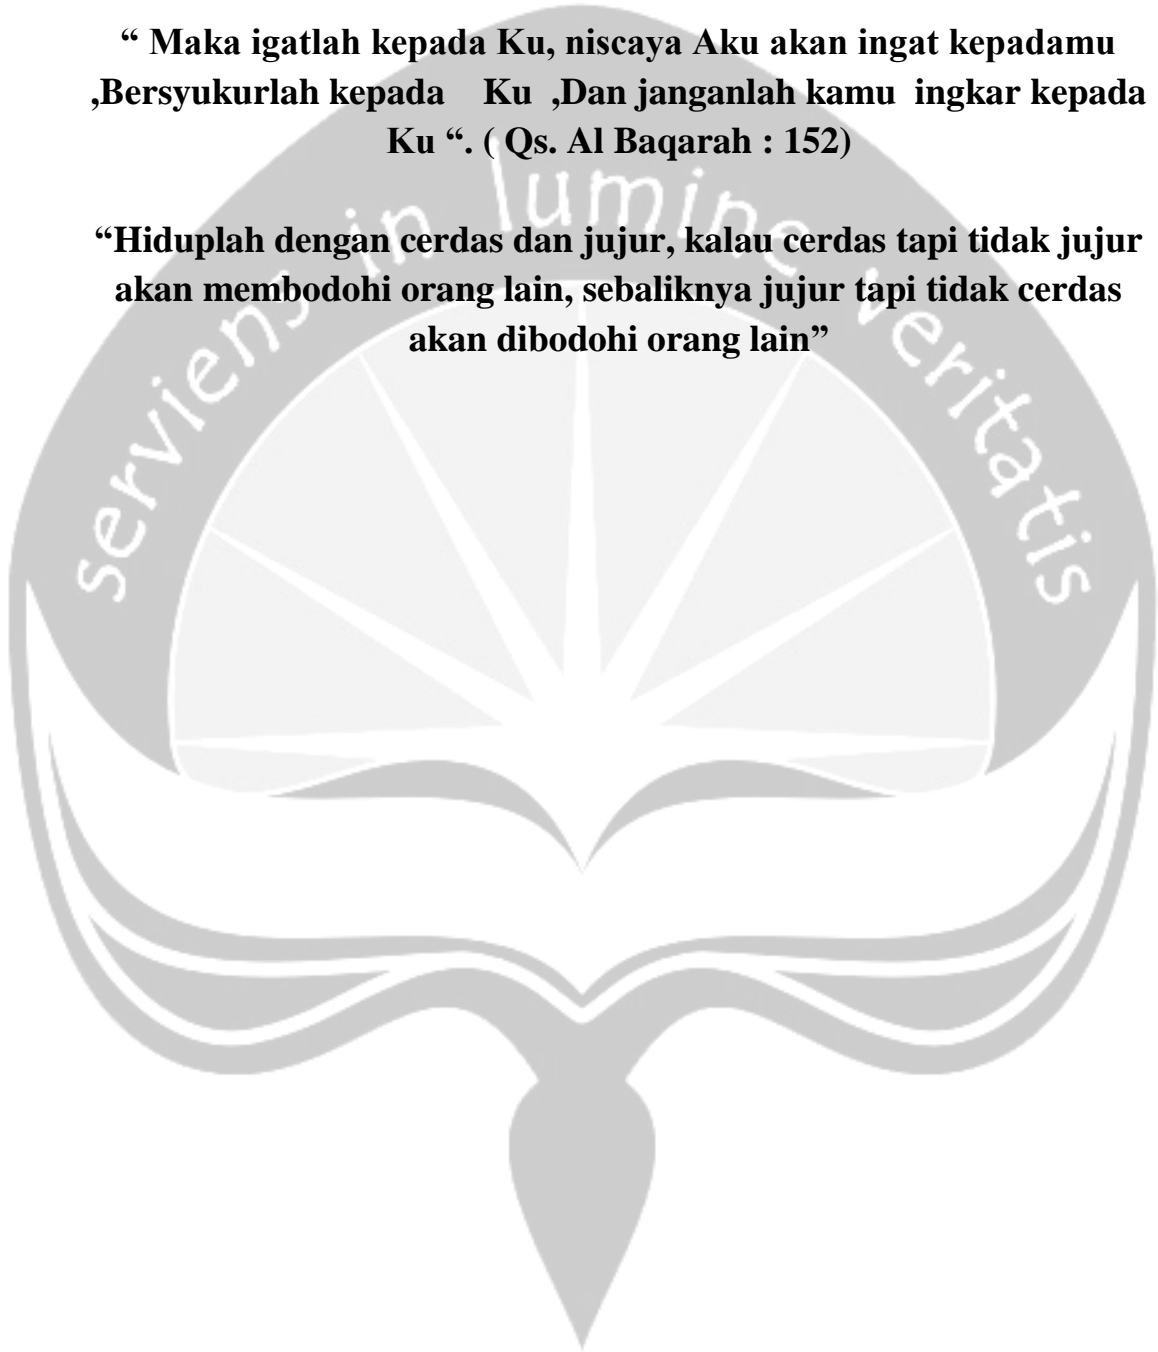 “ Maka igatlah kepada Ku, niscaya Aku akan ingat kepadamu
,Bersyukurlah kepada    Ku  ,Dan janganlah kamu  ingkar kepada
Ku “. ( Qs. Al Baqarah : 152)
“Hiduplah dengan cerdas dan jujur, kalau cerdas tapi tidak jujur
akan membodohi orang lain, sebaliknya jujur tapi tidak cerdas
akan dibodohi orang lain”
serviens in lumine veritatis